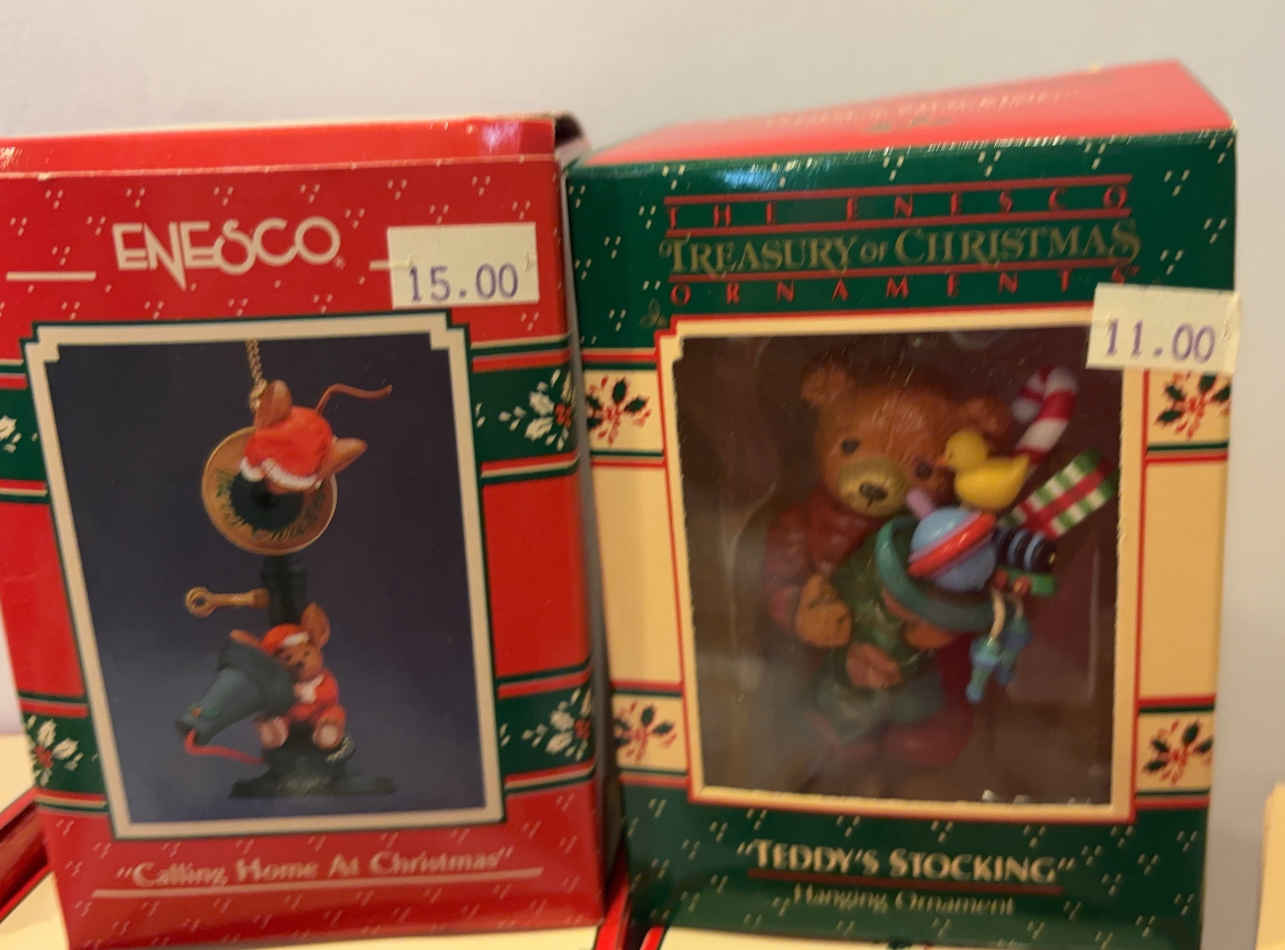 ENESCO
15.00
"Calling Home At Christmas"
THE ENESCO
TREASURY of CHRISTMAS
ORNAMENTS
11.00
"TEDDY'S STOCKING"
Hanging Ornament